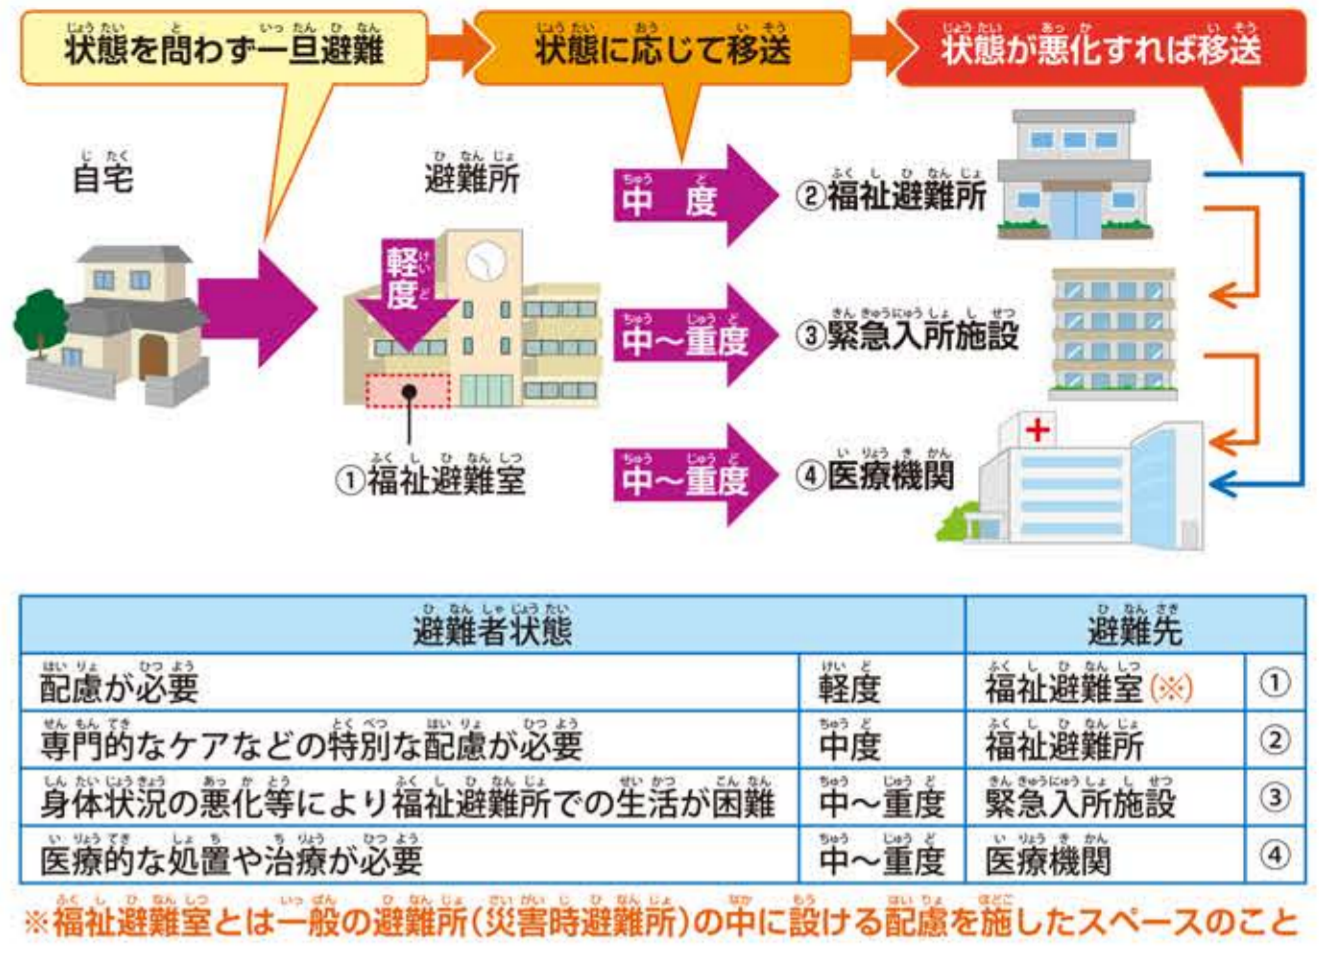 状態を問わず一旦避難
状態に応じて移送
状態が悪化すれば移送
自宅
避難所
軽度
①福祉避難室
中度
②福祉避難所
中～重度
③緊急入所施設
中～重度
④医療機関
避難者状態 避難先
配慮が必要 軽度 福祉避難室(※) ①
専門的なケアなどの特別な配慮が必要 中度 福祉避難所 ②
身体状況の悪化等により福祉避難所での生活が困難 中～重度 緊急入所施設 ③
医療的な処置や治療が必要 中～重度 医療機関 ④
※福祉避難室とは一般の避難所(災害時避難所)の中に設ける配慮を施したスペースのこと